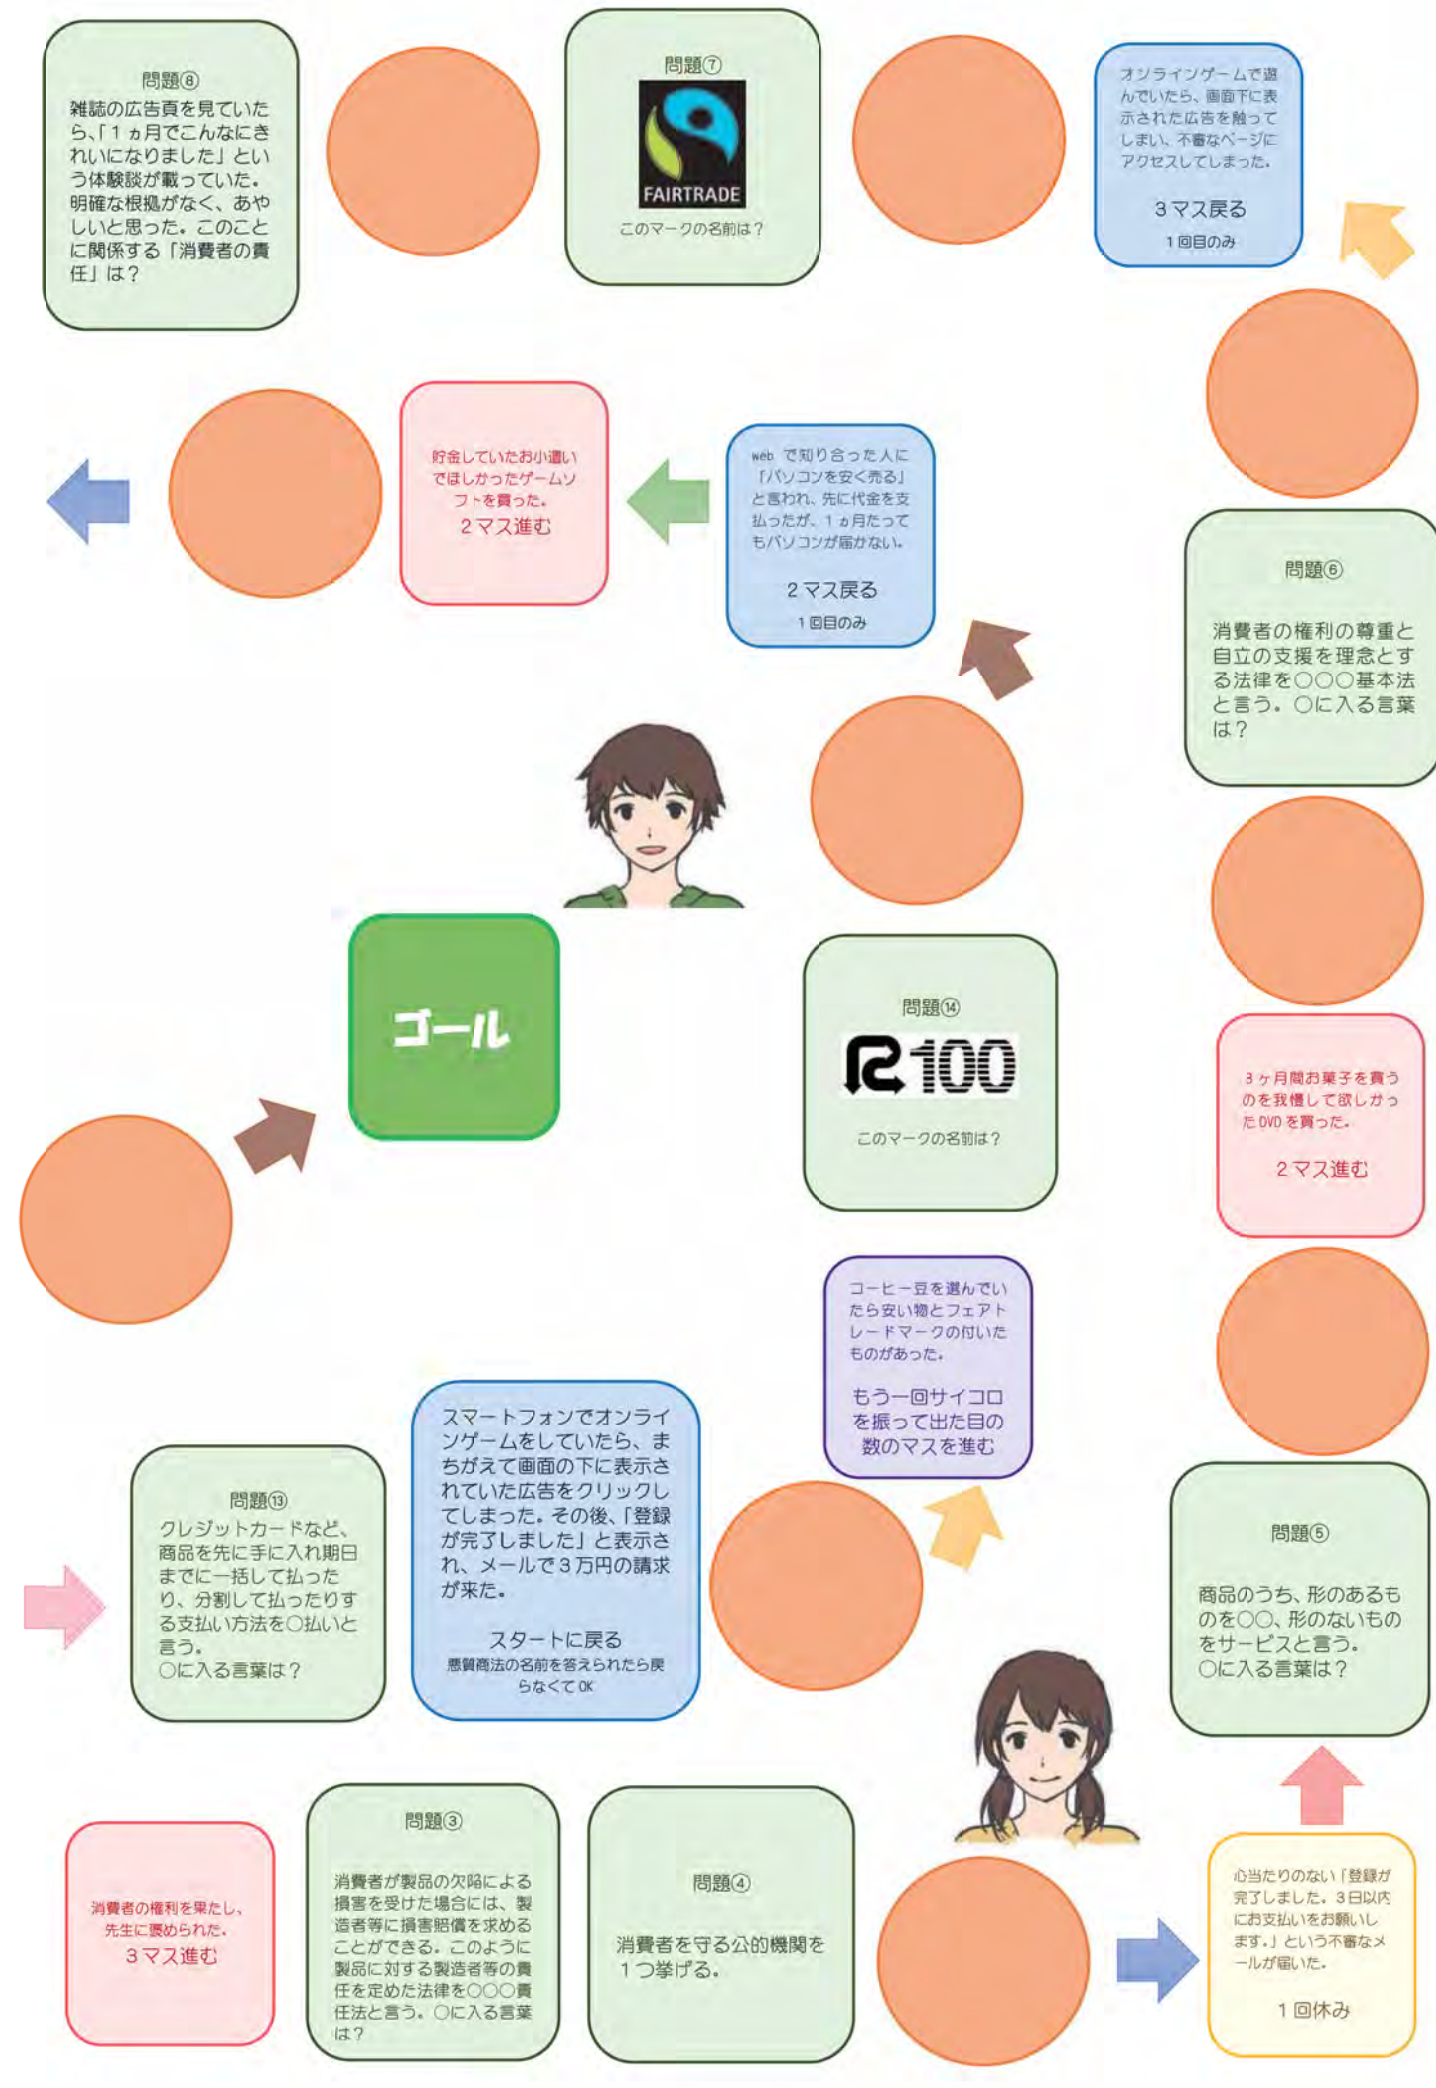 問題⑧
雑誌の広告頁を見ていた
ら、「1ヵ月でこんなにき
れいになりました」とい
う体験談が載っていた。
明確な根拠がなく、あや
しいと思った。このこと
に関係する「消費者の責
任」は？
問題⑦
FAIRTRADE
このマークの名前は？
オンラインゲームで遊
んでいたら、画面下に表
示された広告を触って
しまい、不審なページに
アクセスしてしまった。
3マス戻る
1回目のみ
貯金していたお小遣い
でほしかったゲームソ
フトを買った。
2マス進む
web で知り合った人に
「パソコンを安く売る」
と言われ、先に代金を支
払ったが、1ヵ月たって
もパソコンが届かない。
2マス戻る
1回目のみ
問題⑥
消費者の権利の尊重と
自立の支援を理念とす
る法律を○○○基本法
と言う。○に入る言葉
は？
ゴール
問題⑭
R100
このマークの名前は？
3ヶ月間お菓子を買う
のを我慢して欲しかっ
た DVD を買った。
2マス進む
コーヒー豆を選んでい
たら安い物とフェアト
レードマークの付いた
ものがあった。
もう一回サイコロ
を振って出た目の
数のマスを進む
問題⑬
クレジットカードなど、
商品を先に手に入れ期日
までに一括して払った
り、分割して払ったりす
る支払い方法を○払いと
言う。
○に入る言葉は？
スマートフォンでオンライ
ンゲームをしていたら、ま
ちがえて画面の下に表示さ
れていた広告をクリックし
てしまった。その後、「登録
が完了しました」と表示さ
れ、メールで3万円の請求
が来た。
スタートに戻る
悪質商法の名前を答えられたら戻
らなくて OK
問題⑤
商品のうち、形のあるも
のを○○、形のないもの
をサービスと言う。
○に入る言葉は？
消費者の権利を果たし、
先生に褒められた。
3マス進む
問題③
消費者が製品の欠陥による
損害を受けた場合には、製
造者等に損害賠償を求める
ことができる。このように
製品に対する製造者等の責
任を定めた法律を○○○責
任法と言う。○に入る言葉
は？
問題④
消費者を守る公的機関を
1つ挙げる。
心当たりのない「登録が
完了しました。3日以内
にお支払いをお願いし
ます。」という不審なメ
ールが届いた。
1回休み